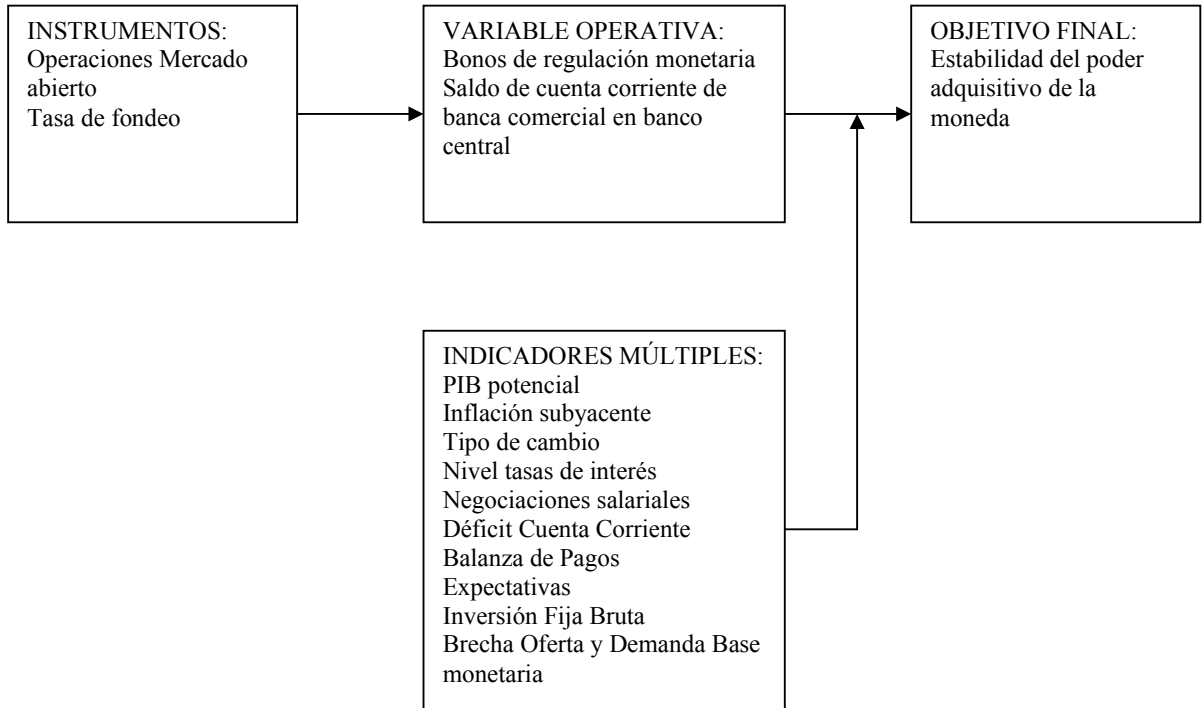 INSTRUMENTOS:
Operaciones Mercado
abierto
Tasa de fondeo
VARIABLE OPERATIVA:
Bonos de regulación monetaria
Saldo de cuenta corriente de
banca comercial en banco
central
OBJETIVO FINAL:
Estabilidad del poder
adquisitivo de la
moneda
INDICADORES MÚLTIPLES:
PIB potencial
Inflación subyacente
Tipo de cambio
Nivel tasas de interés
Negociaciones salariales
Déficit Cuenta Corriente
Balanza de Pagos
Expectativas
Inversión Fija Bruta
Brecha Oferta y Demanda Base
monetaria